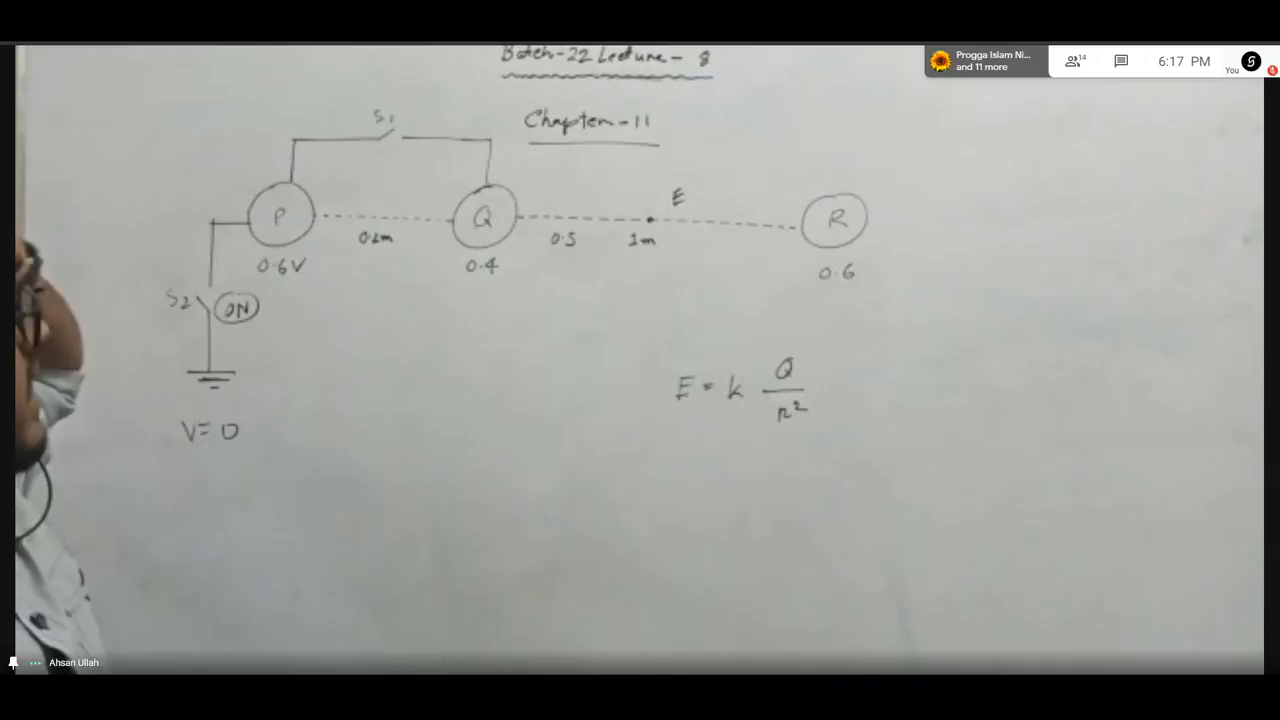 Batch-22 Lecture - 8
Progga Islam Ni...
and 11 more
14
6:17 PM
You
Chapter-11
S1
P
Q
E
R
0.2m
0.5
1m
0.6V
0.4
0.6
S2
ON
E = k Q/r²
V = 0
Ahsan Ullah